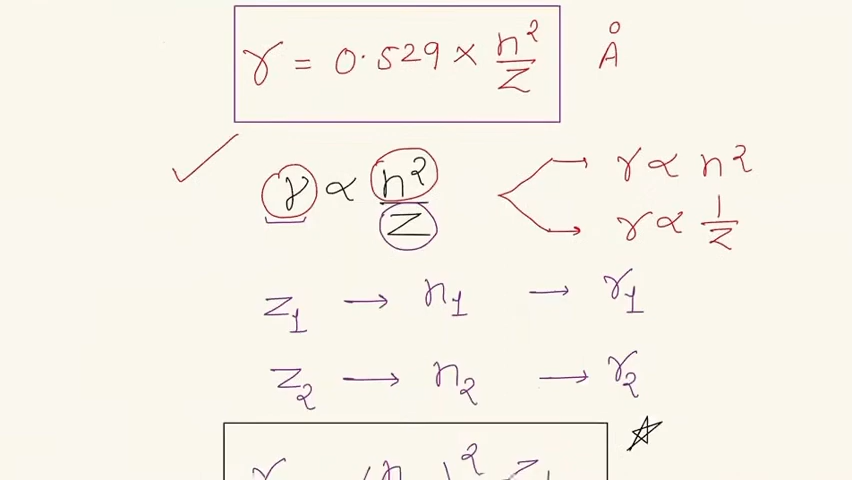 r = 0.529 × n²/Z Å
r ∝ n²/Z → r ∝ n²
→ r ∝ 1/Z
Z₁ → n₁ → r₁
Z₂ → n₂ → r₂